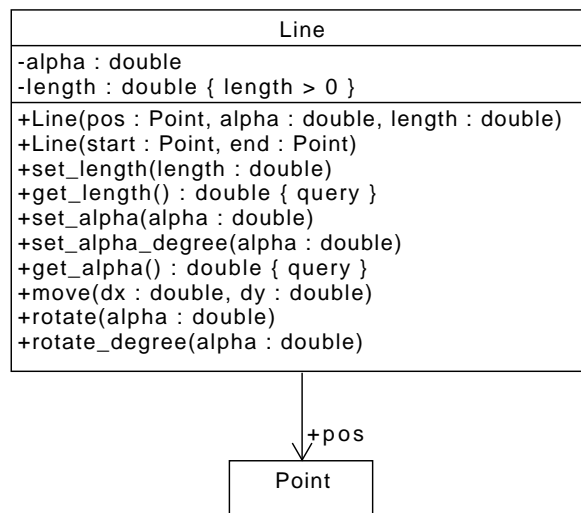 Line
-alpha : double
-length : double { length > 0 }
+Line(pos : Point, alpha : double, length : double)
+Line(start : Point, end : Point)
+set_length(length : double)
+get_length() : double { query }
+set_alpha(alpha : double)
+set_alpha_degree(alpha : double)
+get_alpha() : double { query }
+move(dx : double, dy : double)
+rotate(alpha : double)
+rotate_degree(alpha : double)
+pos
Point